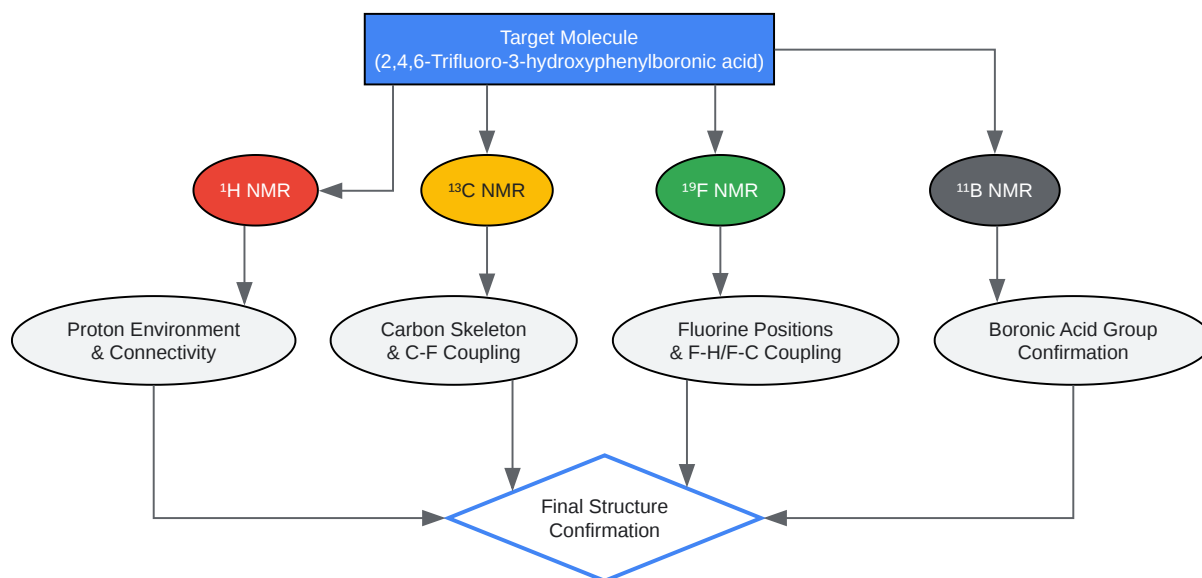 Target Molecule
(2,4,6-Trifluoro-3-hydroxyphenylboronic acid)
¹H NMR
¹³C NMR
¹⁹F NMR
¹¹B NMR
Proton Environment
& Connectivity
Carbon Skeleton
& C-F Coupling
Fluorine Positions
& F-H/F-C Coupling
Boronic Acid Group
Confirmation
Final Structure
Confirmation